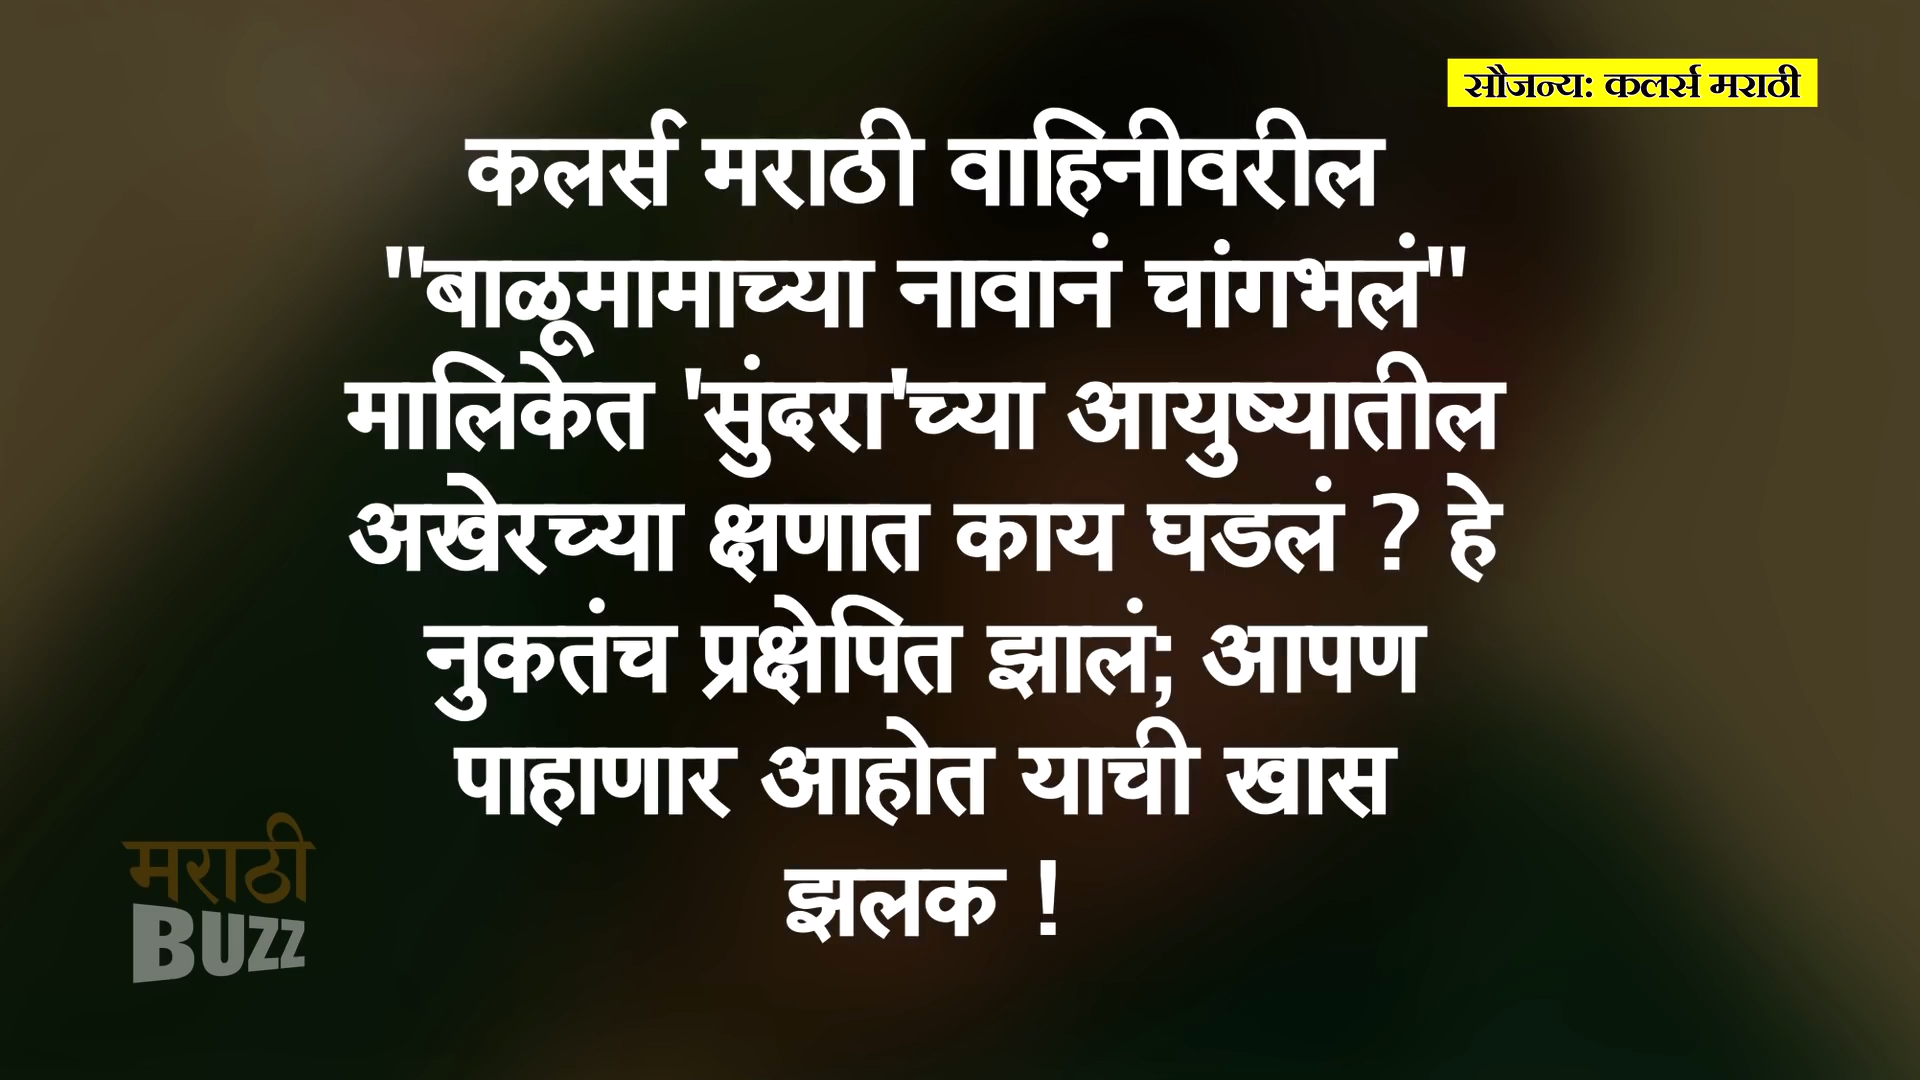 सौजन्य: कलर्स मराठी
कलर्स मराठी वाहिनीवरील
"बाळूमामाच्या नावानं चांगभलं"
मालिकेत 'सुंदरा'च्या आयुष्यातील
अखेरच्या क्षणात काय घडलं ? हे
नुकतंच प्रक्षेपित झालं; आपण
पाहाणार आहोत याची खास
झलक !
मराठी
BUZZ